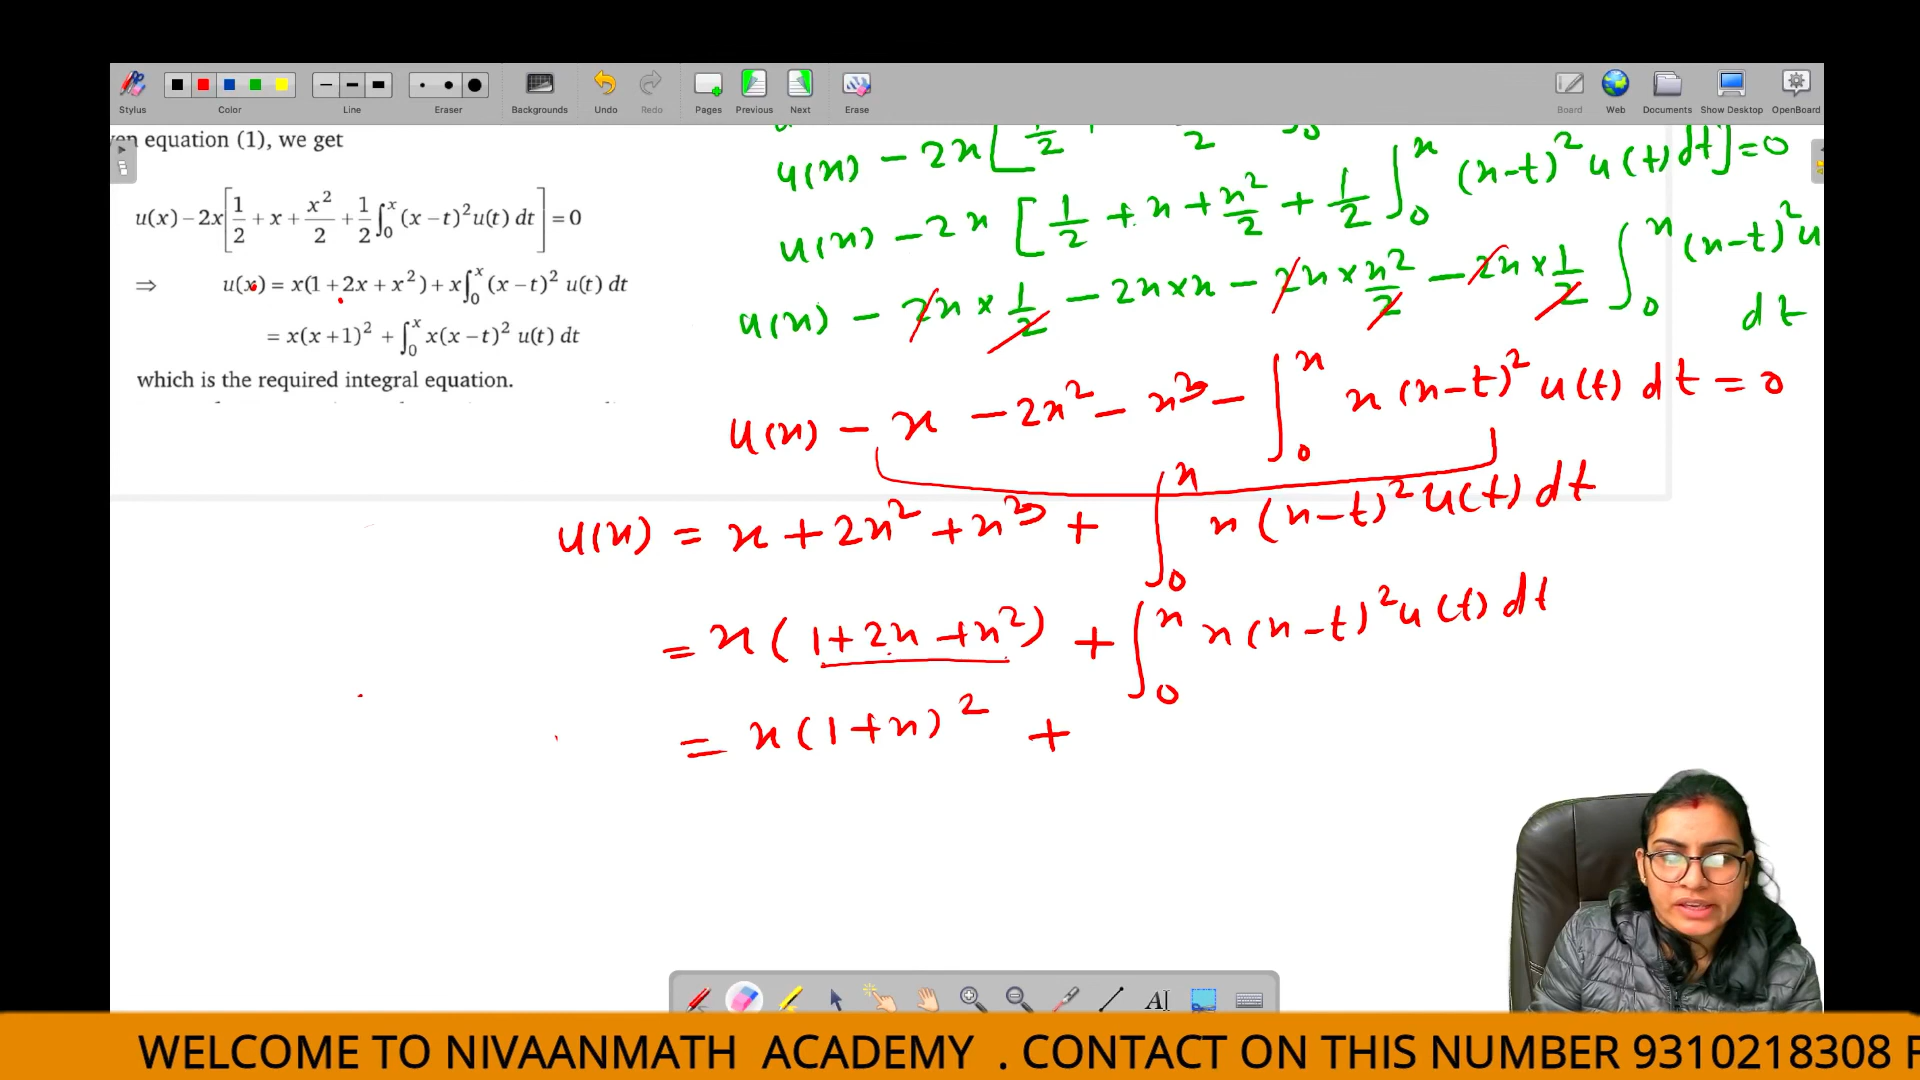 Stylus Color Line Eraser Backgrounds Undo Redo Pages Previous Next Erase Board Web Documents Show Desktop OpenBoard
en equation (1), we get
u(x) − 2x[1/2 + x + x²/2 + 1/2 ∫₀ˣ (x − t)² u(t) dt] = 0
⇒ u(x) = x(1 + 2x + x²) + x∫₀ˣ (x − t)² u(t) dt
= x(x + 1)² + ∫₀ˣ x(x − t)² u(t) dt
which is the required integral equation.
u(x) − 2x[1/2
u(x) − 2x [1/2 + x + x²/2 + 1/2 ∫₀ˣ (x-t)² u(t) dt] = 0
u(x) − 2x × 1/2 − 2x × x − 2x × x²/2 − 2x × 1/2 ∫₀ˣ (x-t)² u
dt
u(x) − x − 2x² − x³ − ∫₀ˣ x (x-t)² u(t) dt = 0
u(x) = x + 2x² + x³ + ∫₀ˣ x (x-t)² u(t) dt
= x (1+2x+x²) + ∫₀ˣ x (x-t)² u(t) dt
= x (1+x)² +
AI
WELCOME TO NIVAANMATH ACADEMY . CONTACT ON THIS NUMBER 9310218308 F